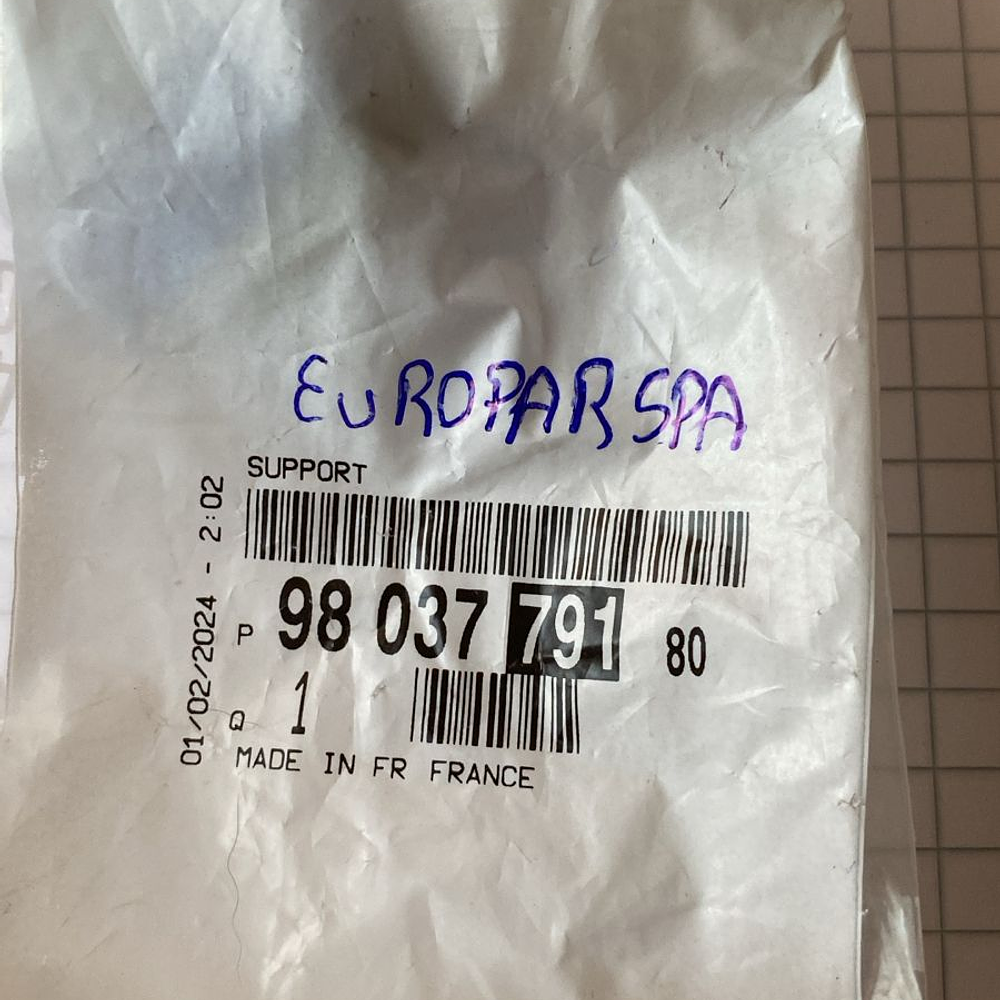 EUROPAR SPA
SUPPORT
P 98 037 791 80
Q 1
MADE IN FR FRANCE
01/02/2024 - 2:02